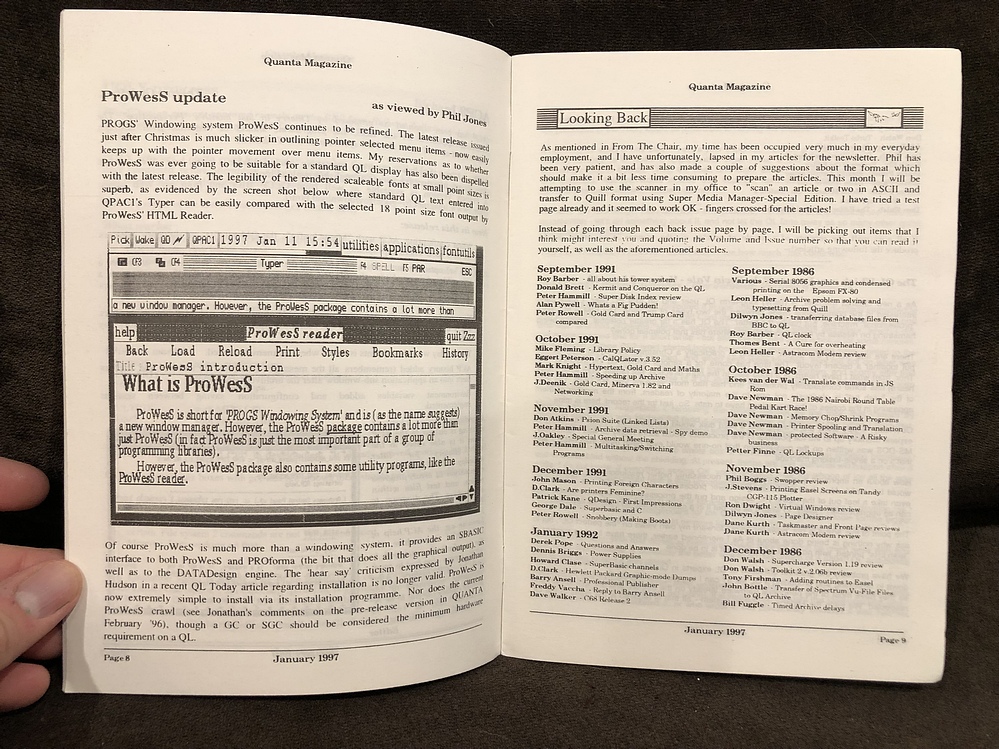 Quanta Magazine
ProWesS update
as viewed by Phil Jones
PROGS' Windowing system ProWesS continues to be refined. The latest release issued
just after Christmas is much slicker in outlining pointer selected menu items - now easily
keeps up with the pointer movement over menu items. My reservations as to whether
ProWesS was ever going to be suitable for a standard QL display has also been dispelled
with the latest release. The legibility of the rendered scaleable fonts at small point sizes is
superb, as evidenced by the screen shot below where standard QL text entered into
QPAC1's Typer can be easily compared with the selected 18 point size font output by
ProWesS' HTML Reader.
Pick Wake QD QPAC1 1997 Jan 11 15:54 utilities applications fontutils
CF3 CF4 Typer F4 SPELL F5 PAR ESC
a new window manager. However, the ProWesS package contains a lot more than
help ProWesS reader quit Zzz
Back Load Reload Print Styles Bookmarks History
Title ProWesS introduction
What is ProWesS
ProWesS is short for 'PROGS Windowing System' and is ( as the name suggests)
a new window manager. However, the ProWesS package contains a lot more than
just ProWesS (in fact ProWesS is just the most important part of a group of
programming libraries).
However, the ProWesS package also contains some utility programs, like the
ProWesS reader.
Of course ProWesS is much more than a windowing system, it provides an SBASIC
interface to both ProWesS and PROforma (the bit that does all the graphical output), as
well as to the DATADesign engine. The 'hear say' criticism expressed by Jonathan
Hudson in a recent QL Today article regarding installation is no longer valid. ProWesS is
now extremely simple to install via its installation programme. Nor does the current
ProWesS crawl (see Jonathan's comments on the pre-release version in QUANTA
February '96), though a GC or SGC should be considered the minimum hardware
requirement on a QL.
Page 8
January 1997
Quanta Magazine
Looking Back
As mentioned in From The Chair, my time has been occupied very much in my everyday
employment, and I have unfortunately, lapsed in my articles for the newsletter. Phil has
been very patient, and has also made a couple of suggestions about the format which
should make it a bit less time consuming to prepare the articles. This month I will be
attempting to use the scanner in my office to "scan" an article or two in ASCII and
transfer to Quill format using Super Media Manager-Special Edition. I have tried a test
page already and it seemed to work OK - fingers crossed for the articles!
Instead of going through each back issue page by page, I will be picking out items that I
think might interest you and quoting the Volume and Issue number so that you can read it
yourself, as well as the aforementioned articles.
September 1991
Roy Barber - all about his tower system
Donald Brett - Kermit and Conqueror on the QL
Peter Hammill - Super Disk Index review
Alan Pywell - Whats a Fig Pudden!
Peter Rowell - Gold Card and Trump Card
compared
October 1991
Mike Fleming - Library Policy
Eggert Peterson - CalQLator v.3.52
Mark Knight - Hypertext, Gold Card and Maths
Peter Hammill - Speeding up Archive
J.Deenik - Gold Card, Minerva 1.82 and
Networking
November 1991
Don Atkins - Prion Suite (Linked Lists)
Peter Hammill - Archive data retrieval - Spy demo
J.Oakley - Special General Meeting
Peter Hammill - Multitasking/Switching
Programs
December 1991
John Mason - Printing Foreign Characters
D.Clark - Are printers Feminine?
Patrick Kane - QDesign - First Impressions
George Dale - Superbasic and C
Peter Rowell - Snobbery (Making Boots)
January 1992
Derek Pope - Questions and Answers
Dennis Briggs - Power Supplies
Howard Clase - SuperBasic channels
D.Clark - Hewlett Packard Graphic-mode Dumps
Barry Ansell - Professional Publisher
Freddy Vaccha - Reply to Barry Ansell
Dave Walker - C68 Release 2
September 1986
Various - Serial 8056 graphics and condensed
printing on the Epsom FX-80
Leon Heller - Archive problem solving and
typesetting from Quill
Dilwyn Jones - transferring database files from
BBC to QL
Roy Barber - QL clock
Thomes Bent - A Cure for overheating
Leon Heller - Astracom Modem review
October 1986
Kees van der Wal - Translate commands in JS
Rom
Dave Newman - The 1986 Nairobi Round Table
Pedal Kart Race!
Dave Newman - Memory Chop/Shrink Programs
Dave Newman - Printer Spooling and Translation
Dave Newman - protected Software - A Risky
business
Petter Finne - QL Lockups
November 1986
Phil Boggs - Swopper review
J.Stevens - Printing Easel Screens on Tandy
CGP-115 Plotter
Ron Dwight - Virtual Windows review
Dilwyn Jones - Page Designer
Dane Kurth - Taskmaster and Front Page reviews
Dane Kurth - Astracum Modem review
December 1986
Don Walsh - Supercharge Version 1.19 review
Don Walsh - Toolkit 2 v.2.06b review
Tony Firshman - Adding routines to Easel
John Bottle - Transfer of Spectrum Vu-File Files
to QL Archive
Bill Fuggle - Timed Archive delays
January 1997
Page 9